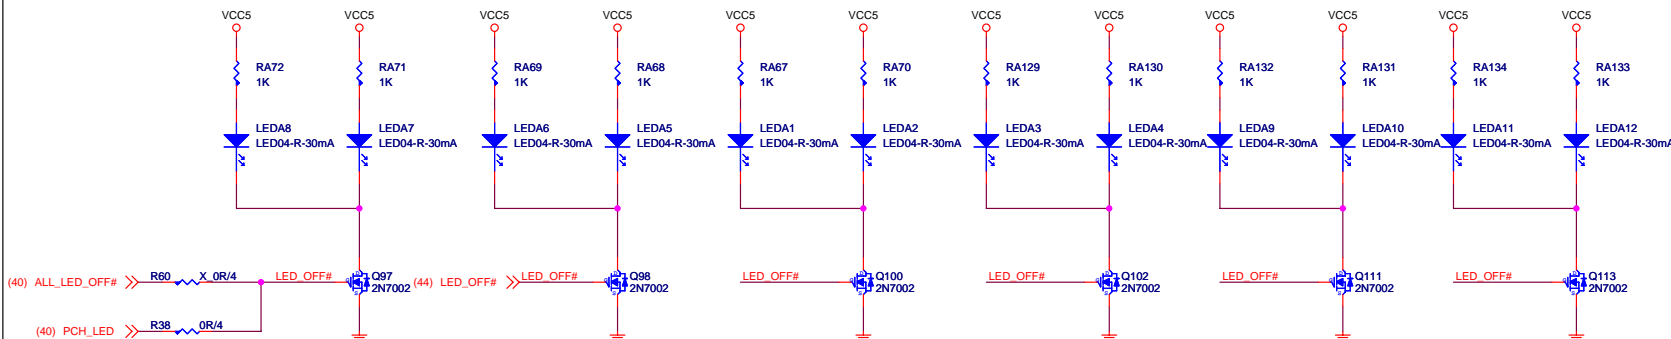 VCC5 VCC5 VCC5 VCC5 VCC5 VCC5 VCC5 VCC5 VCC5 VCC5 VCC5 VCC5
RA72 RA71 RA69 RA68 RA67 RA70 RA129 RA130 RA132 RA131 RA134 RA133
1K 1K 1K 1K 1K 1K 1K 1K 1K 1K 1K 1K
LEDA8 LEDA7 LEDA6 LEDA5 LEDA1 LEDA2 LEDA3 LEDA4 LEDA9 LEDA10 LEDA11 LEDA12
LED04-R-30mA LED04-R-30mA LED04-R-30mA LED04-R-30mA LED04-R-30mA LED04-R-30mA LED04-R-30mA LED04-R-30mA LED04-R-30mA LED04-R-30mA LED04-R-30mA LED04-R-30mA
(40) ALL_LED_OFF# R60 X_0R/4 LED_OFF# Q97 (44) LED_OFF# LED_OFF# Q98 LED_OFF# Q100 LED_OFF# Q102 LED_OFF# Q111 LED_OFF# Q113
2N7002 2N7002 2N7002 2N7002 2N7002 2N7002
(40) PCH_LED R38 0R/4